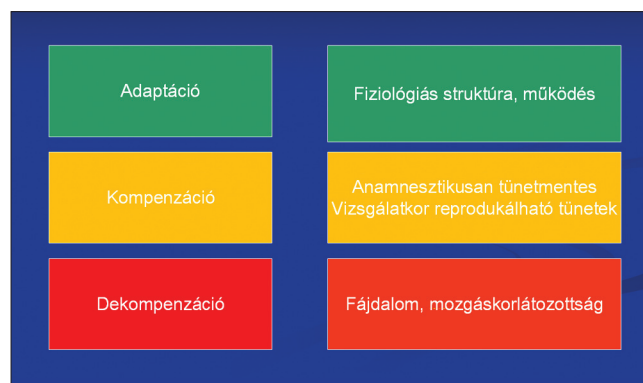 Adaptáció
Fiziológiás struktúra, működés
Kompenzáció
Anamnesztikusan tünetmentes
Vizsgálatkor reprodukálható tünetek
Dekompenzáció
Fájdalom, mozgáskorlátozottság